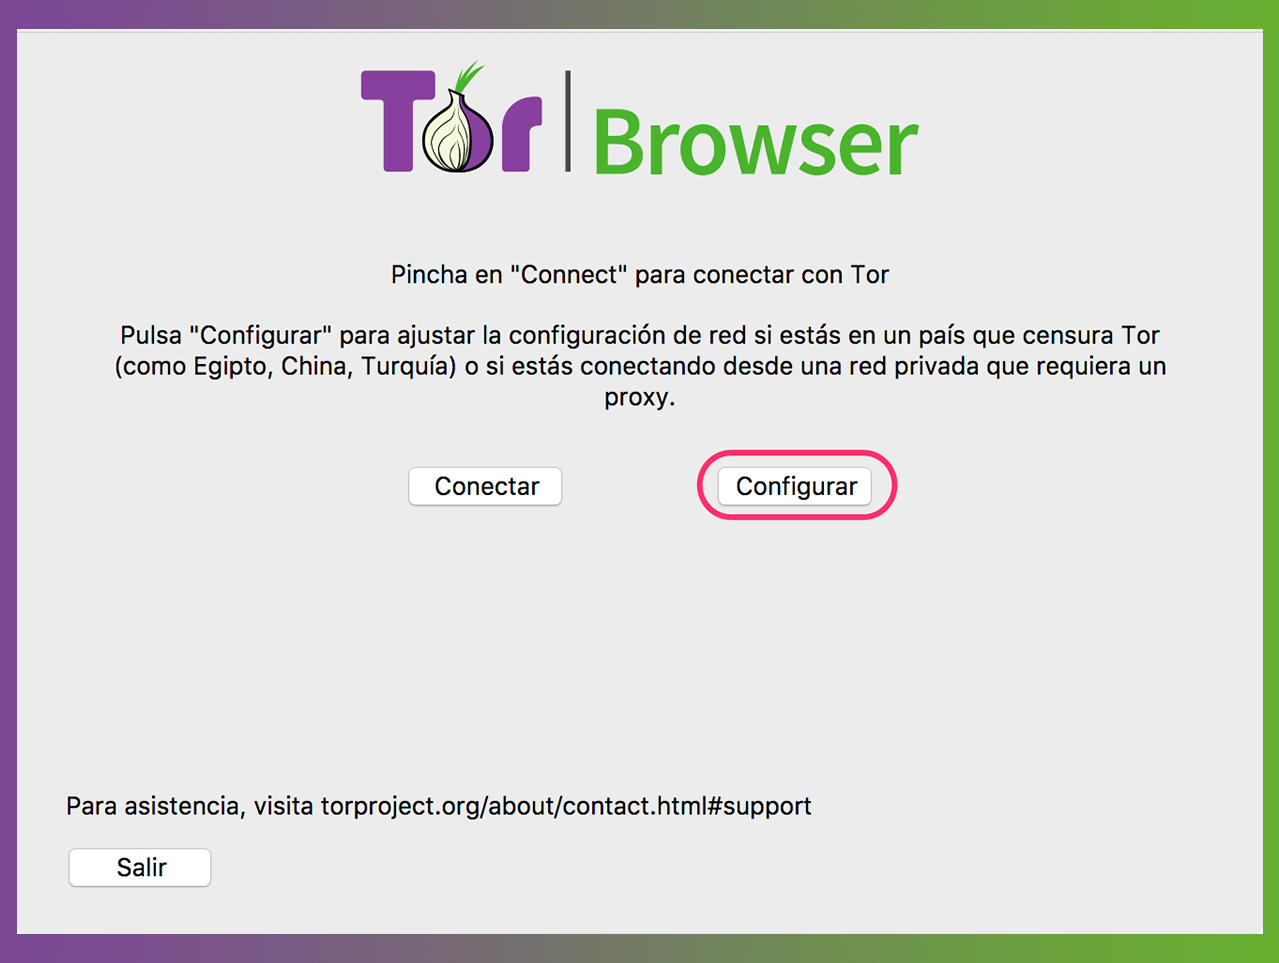 Tor Browser
Pincha en "Connect" para conectar con Tor
Pulsa "Configurar" para ajustar la configuración de red si estás en un país que censura Tor
(como Egipto, China, Turquía) o si estás conectando desde una red privada que requiera un
proxy.
Conectar
Configurar
Para asistencia, visita torproject.org/about/contact.html#support
Salir